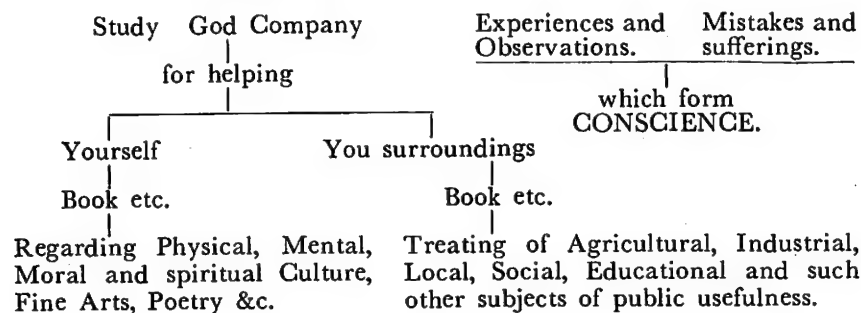 Study God Company
for helping
Yourself You surroundings
Book etc. Book etc.
Regarding Physical, Mental,
Moral and spiritual Culture,
Fine Arts, Poetry &c.
Treating of Agricultural, Industrial,
Local, Social, Educational and such
other subjects of public usefulness.
Experiences and
Observations.
Mistakes and
sufferings.
which form
CONSCIENCE.